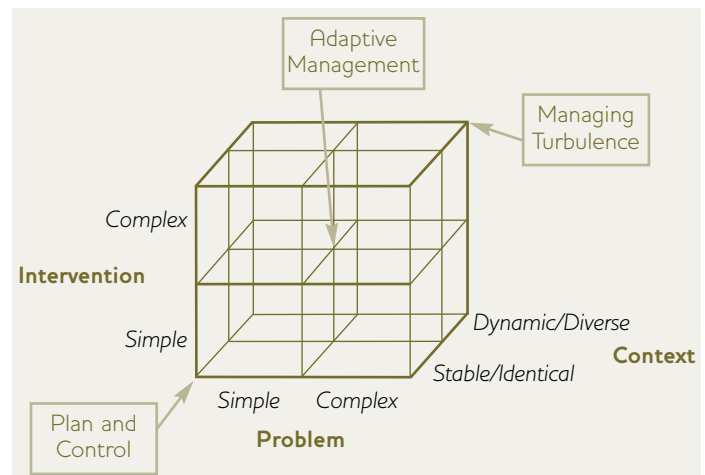 Adaptive
Management
Managing
Turbulence
Complex
Intervention
Simple
Dynamic/Diverse
Context
Stable/Identical
Simple
Complex
Plan and
Control
Problem